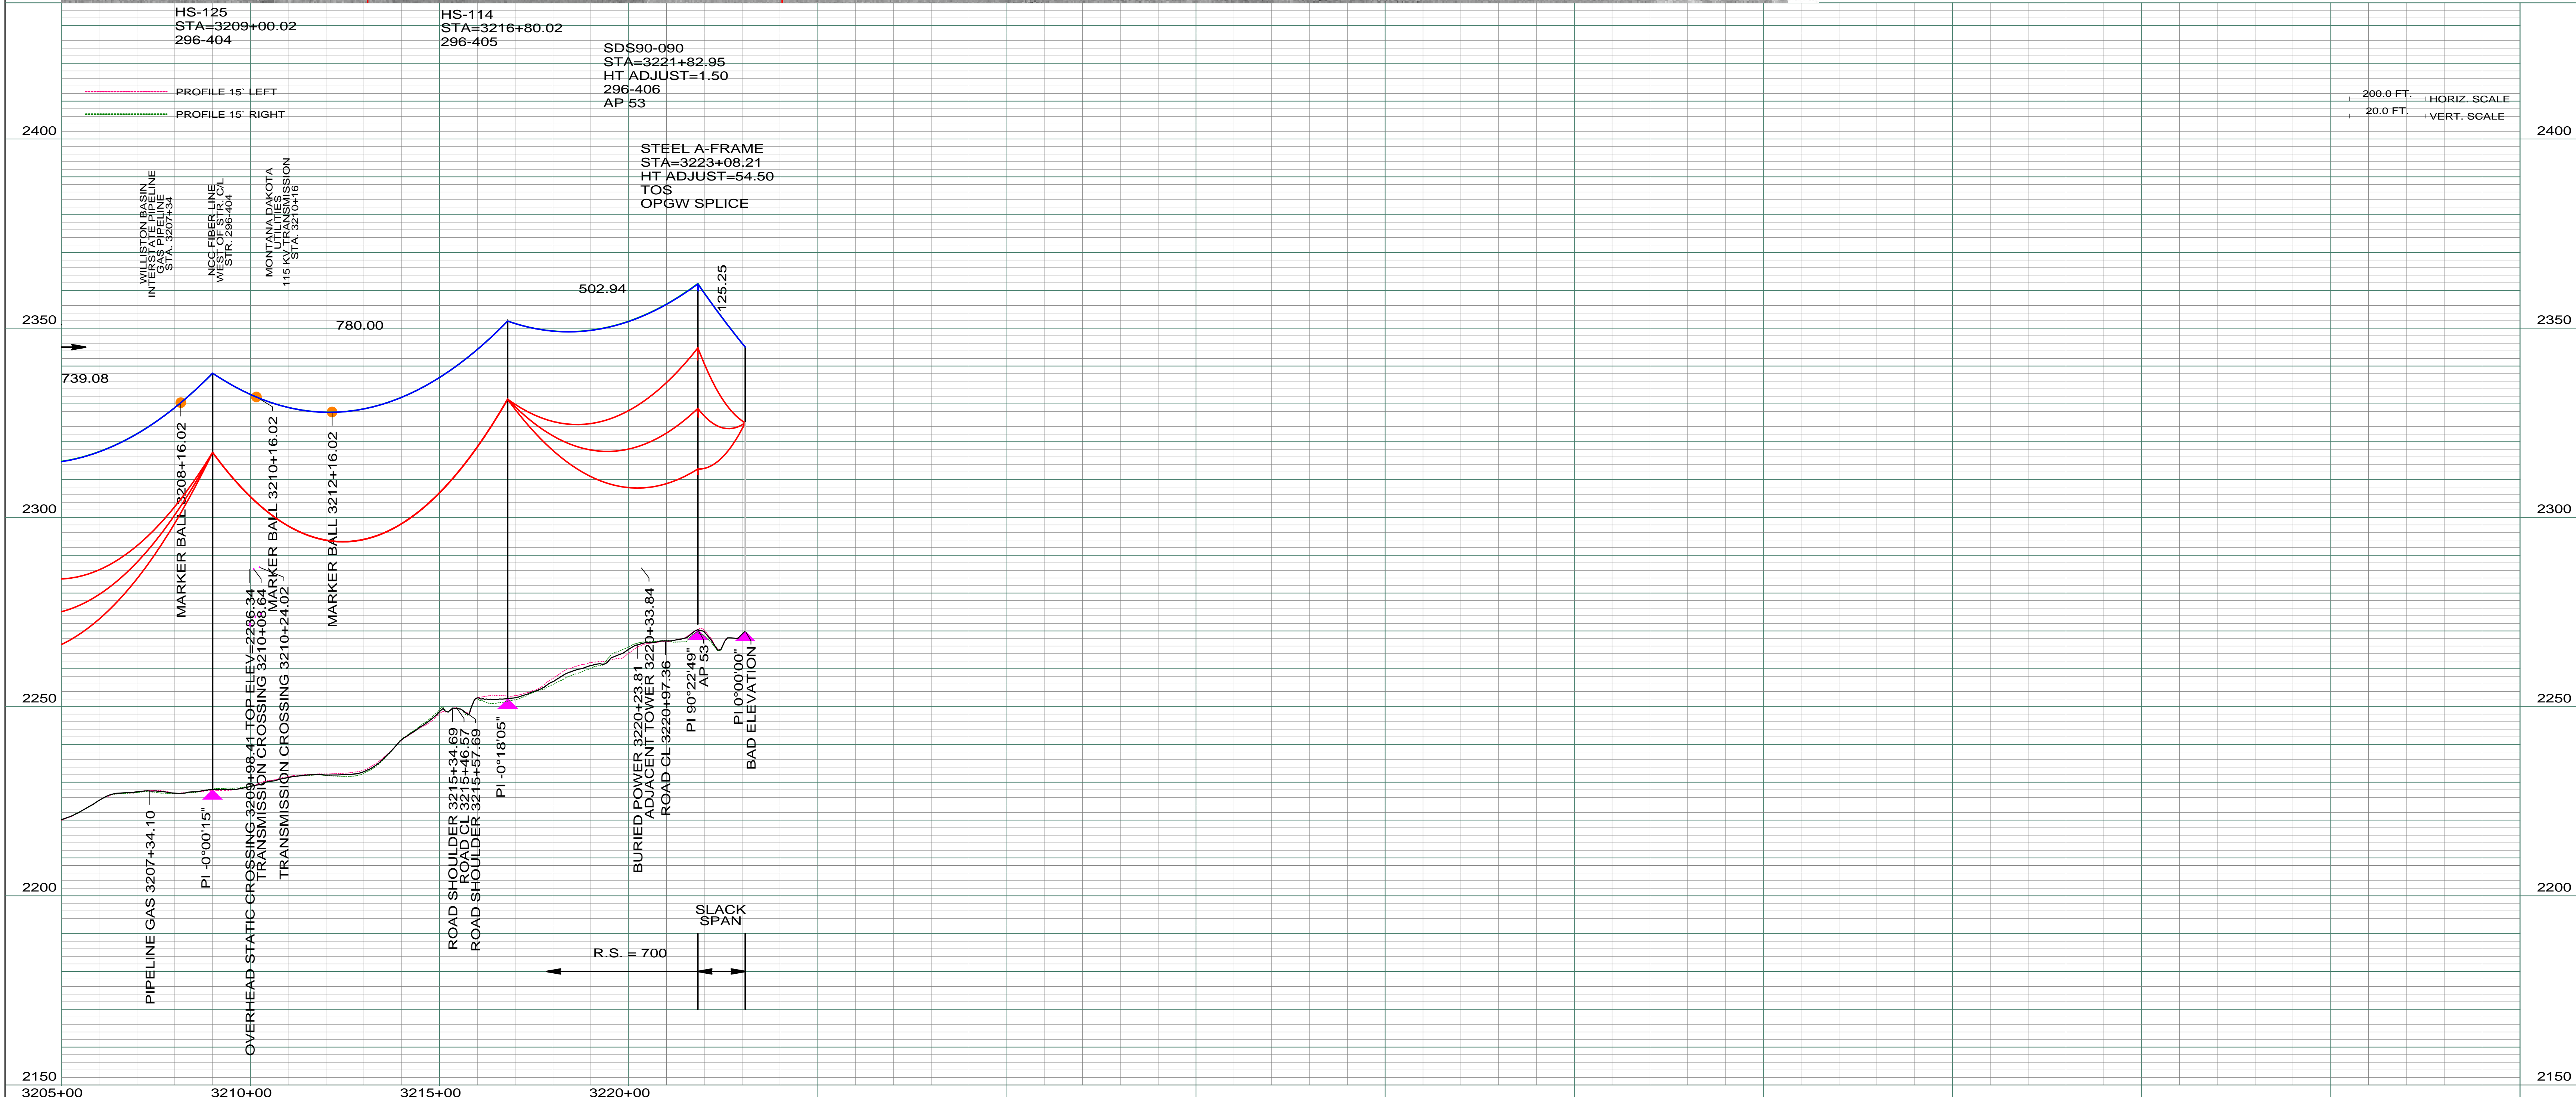 HS-125
STA=3209+00.02
296-404
HS-114
STA=3216+80.02
296-405
SDS90-090
STA=3221+82.95
HT ADJUST=1.50
296-406
AP 53
PROFILE 15` LEFT
PROFILE 15` RIGHT
200.0 FT.
HORIZ. SCALE
20.0 FT.
VERT. SCALE
2400
2400
STEEL A-FRAME
STA=3223+08.21
HT ADJUST=54.50
TOS
OPGW SPLICE
WILLISTON BASIN
INTERSTATE PIPELINE
GAS PIPELINE
STA. 3207+34
NCC FIBER LINE
WEST OF STR. C/L
STR. 296-404
MONTANA DAKOTA
UTILITIES
115 KV TRANSMISSION
STA. 3210+16
502.94
125.25
2350
780.00
2350
739.08
MARKER BALL 3208+16.02
MARKER BALL 3210+16.02
MARKER BALL 3212+16.02
2300
2300
OVERHEAD STATIC CROSSING 3209+98.41 TOP ELEV=2286.34
TRANSMISSION CROSSING 3210+08.64
TRANSMISSION CROSSING 3210+24.02
BURIED POWER 3220+23.81
ADJACENT TOWER 3220+33.84
ROAD CL 3220+97.36
PI 90°22'49"
AP 53
PI 0°00'00"
BAD ELEVATION
2250
2250
PIPELINE GAS 3207+34.10
PI -0°00'15"
ROAD SHOULDER 3215+34.69
ROAD CL 3215+46.57
ROAD SHOULDER 3215+57.69
PI -0°18'05"
2200
2200
SLACK
SPAN
R.S. = 700
2150
2150
3205+00
3210+00
3215+00
3220+00